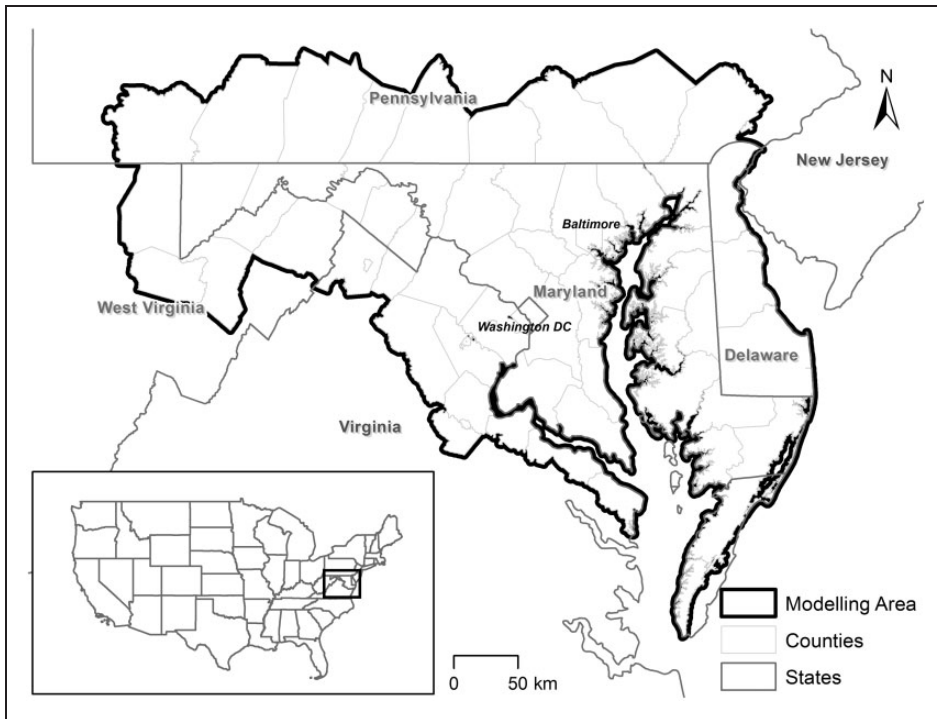 Pennsylvania
N
New Jersey
Baltimore
West Virginia
Maryland
Washington DC
Delaware
Virginia
Modelling Area
Counties
States
0 50 km